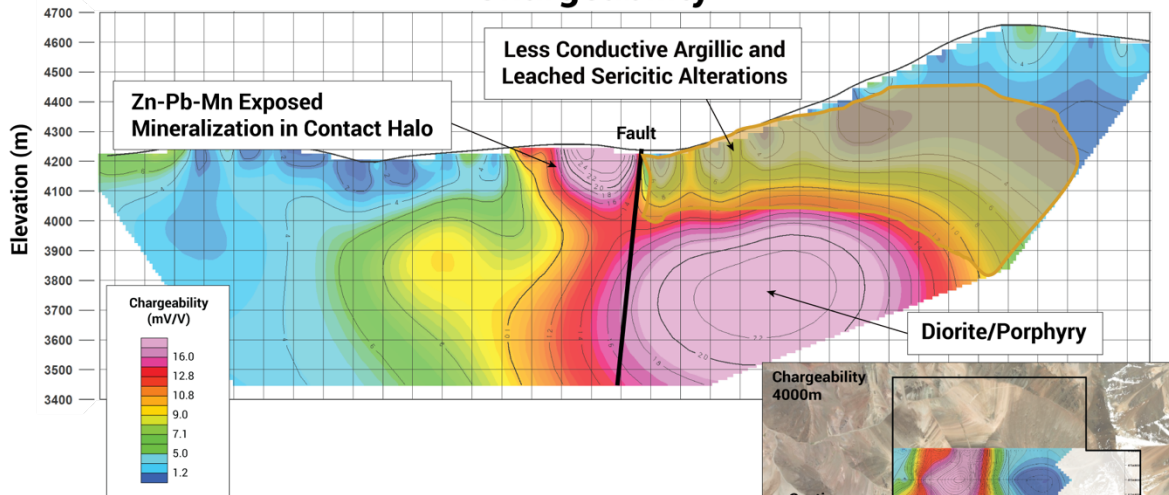 4700
4600
4500
4400
4300
4200
4100
4000
3900
3800
3700
3600
3500
3400
Elevation (m)
Less Conductive Argillic and
Leached Sericitic Alterations
Zn-Pb-Mn Exposed
Mineralization in Contact Halo
Fault
Diorite/Porphyry
Chargeability
(mV/V)
16.0
12.8
10.8
9.0
7.1
5.0
1.2
Chargeability
4000m